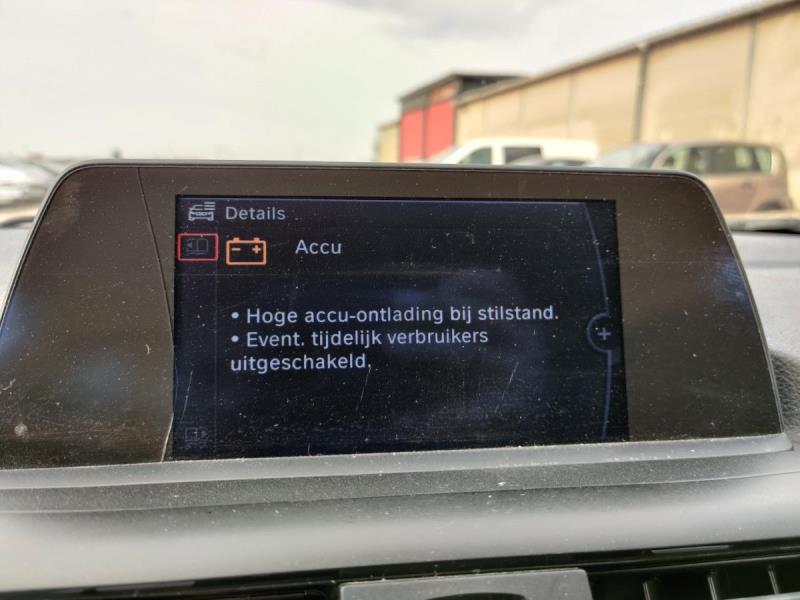 Details
Accu
• Hoge accu-ontlading bij stilstand.
• Event. tijdelijk verbruikers
uitgeschakeld.